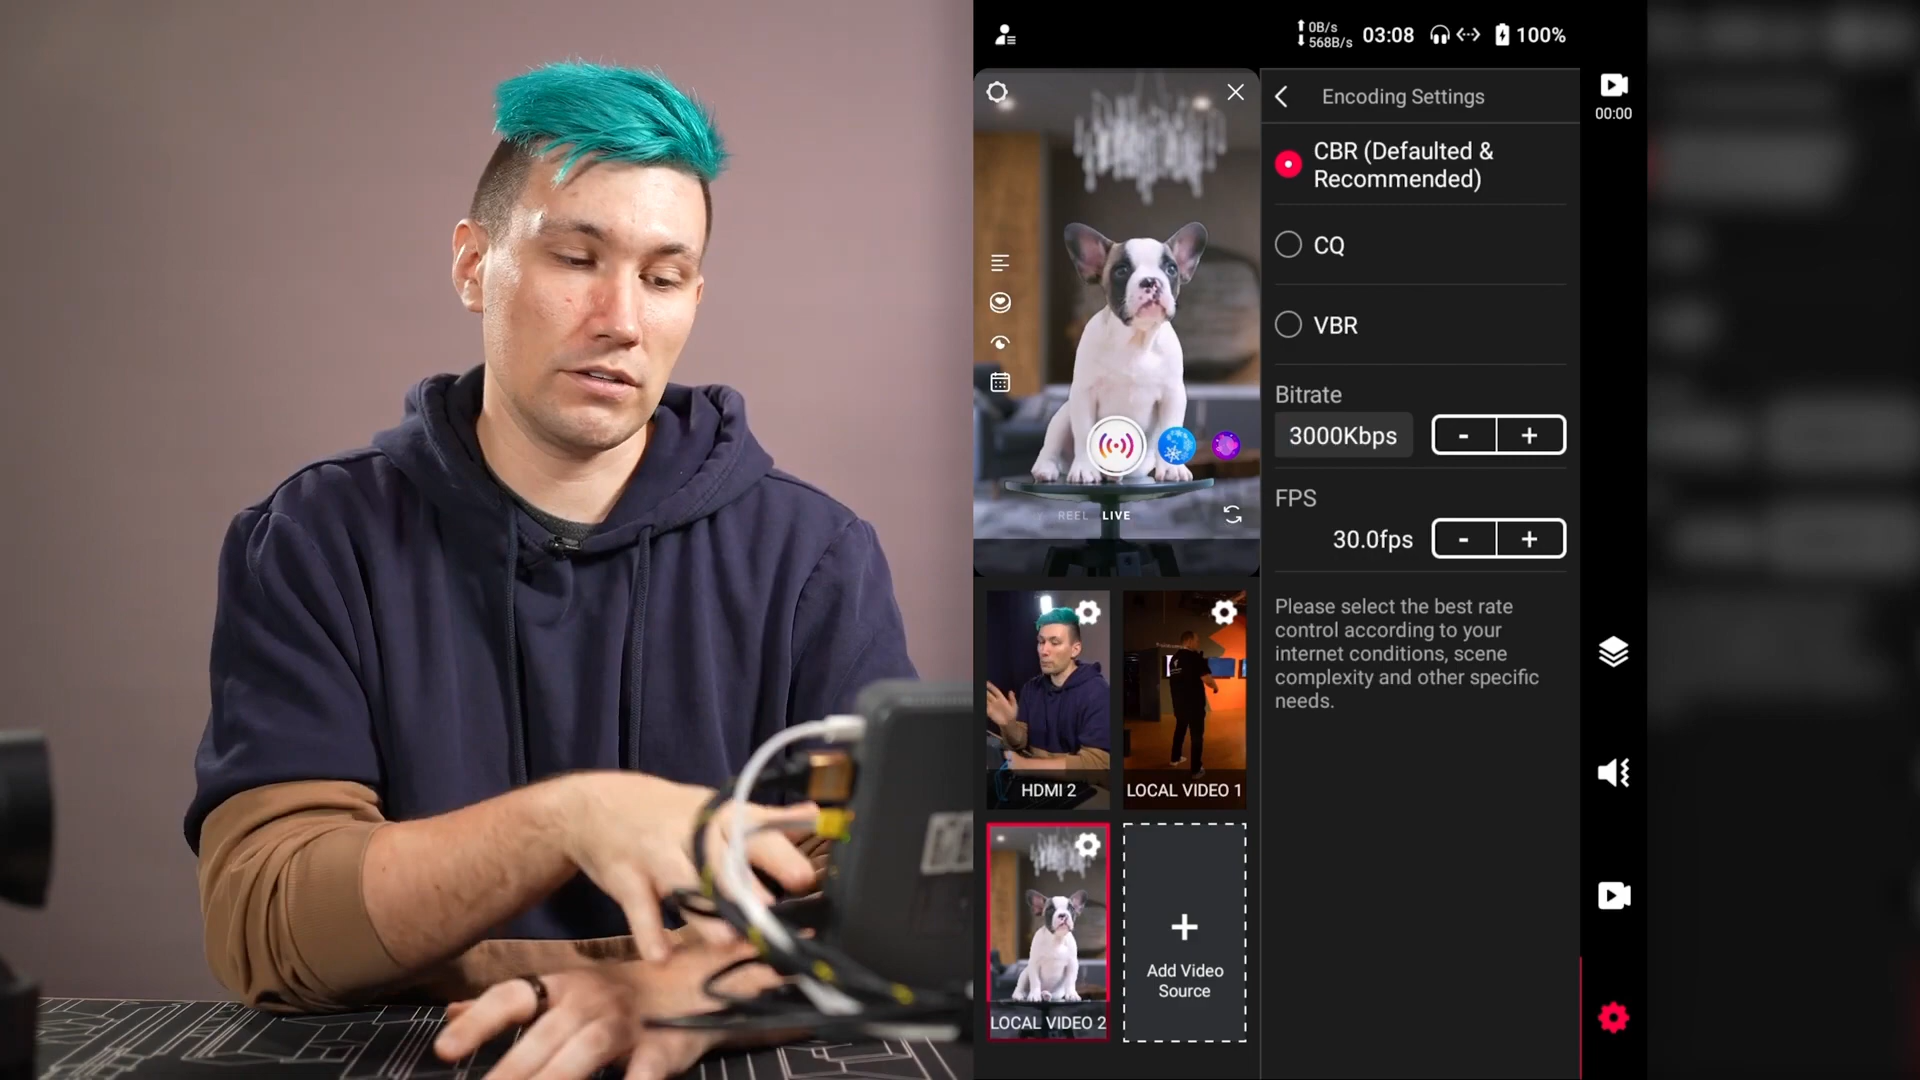 0B/s
568B/s
03:08
100%
00:00
Encoding Settings
CBR (Defaulted &
Recommended)
CQ
VBR
Bitrate
3000Kbps
- +
FPS
30.0fps
- +
Please select the best rate
control according to your
internet conditions, scene
complexity and other specific
needs.
REEL LIVE
HDMI 2
LOCAL VIDEO 1
LOCAL VIDEO 2
+
Add Video
Source